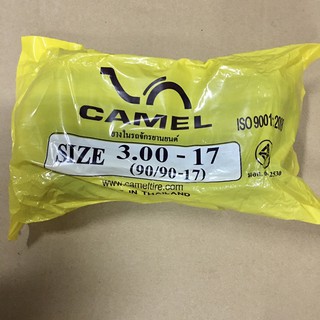 CAMEL
ยางในรถจักรยานยนต์
ISO 9001:200
SIZE 3.00 - 17
(90/90-17)
www.cameltire.com
IN THAILAND